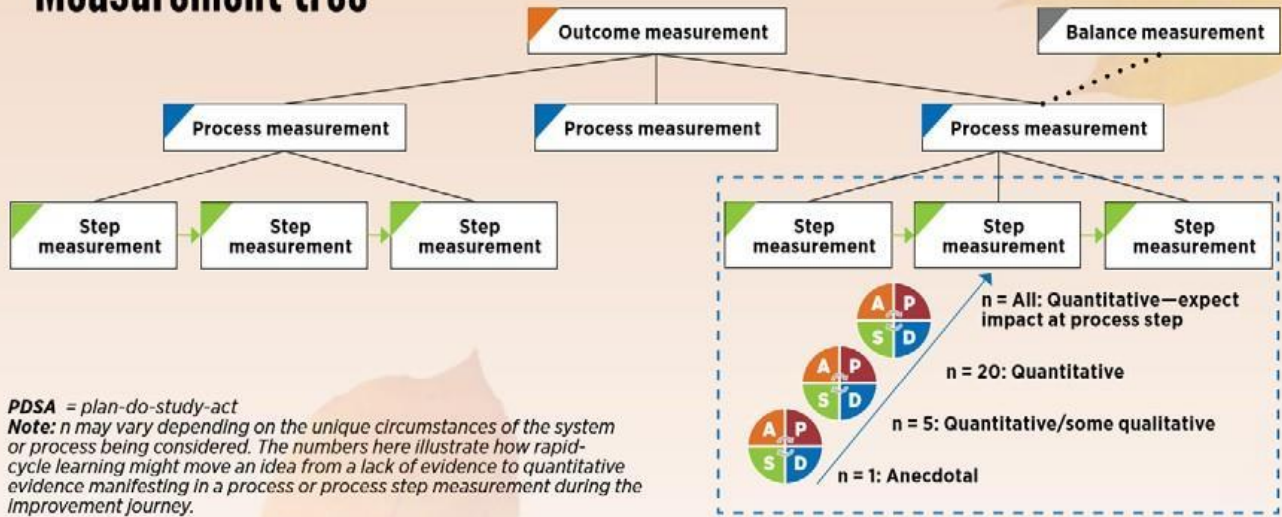 Measurement tree
Outcome measurement
Balance measurement
Process measurement
Process measurement
Process measurement
Step
measurement
Step
measurement
Step
measurement
Step
measurement
Step
measurement
Step
measurement
A P
S D
A P
S D
A P
S D
n = All: Quantitative—expect
impact at process step
n = 20: Quantitative
n = 5: Quantitative/some qualitative
n = 1: Anecdotal
PDSA = plan-do-study-act
Note: n may vary depending on the unique circumstances of the system
or process being considered. The numbers here illustrate how rapid-
cycle learning might move an idea from a lack of evidence to quantitative
evidence manifesting in a process or process step measurement during the
improvement journey.